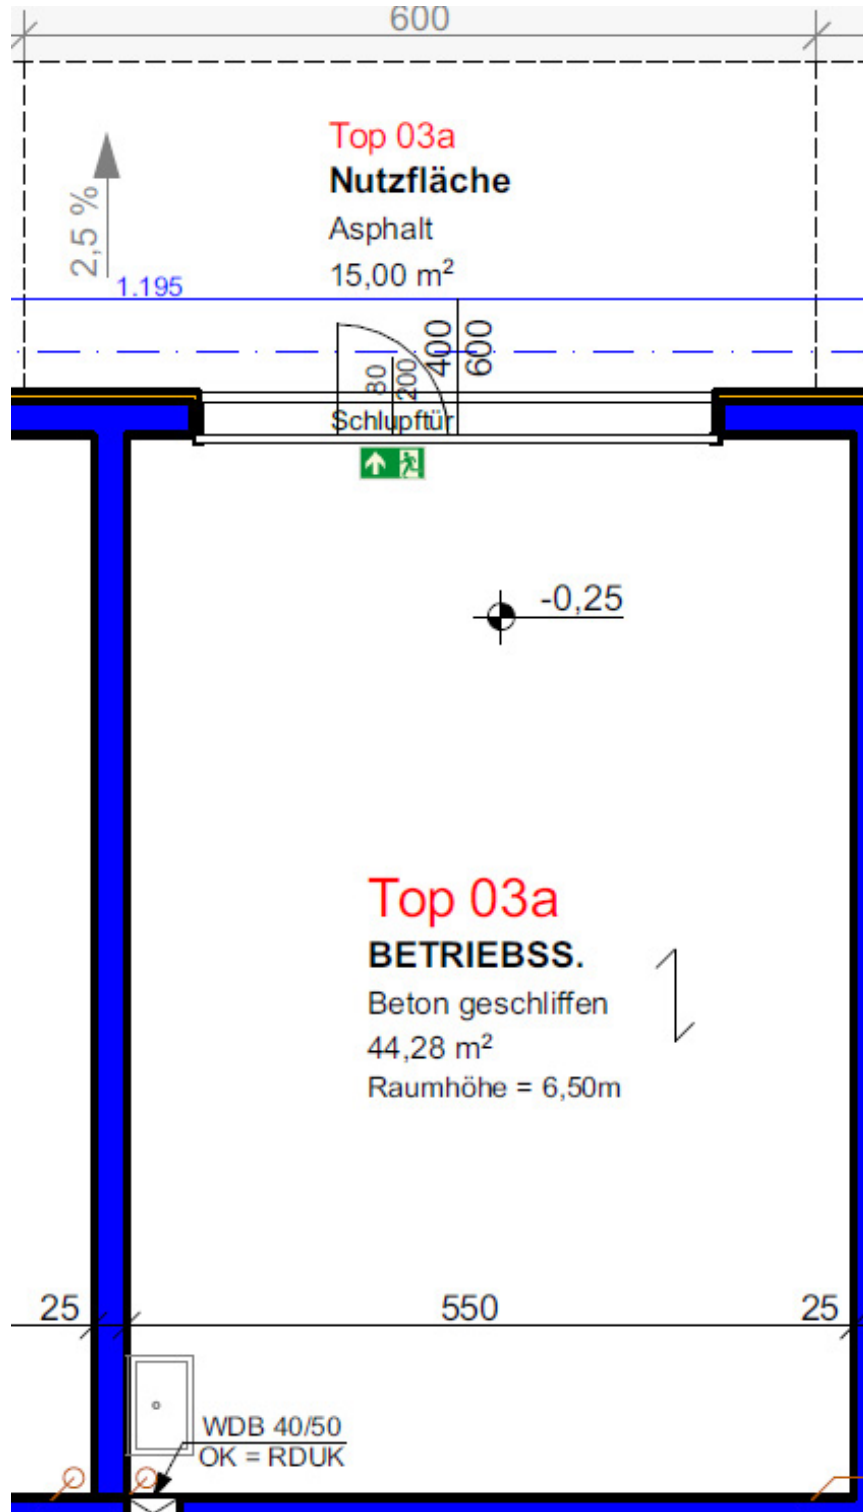 600
Top 03a
Nutzfläche
Asphalt
15,00 m²
2,5 %
1.195
400
600
80
200
Schlupftür
-0,25
Top 03a
BETRIEBSS.
Beton geschliffen
44,28 m²
Raumhöhe = 6,50m
25
550
25
WDB 40/50
OK = RDUK